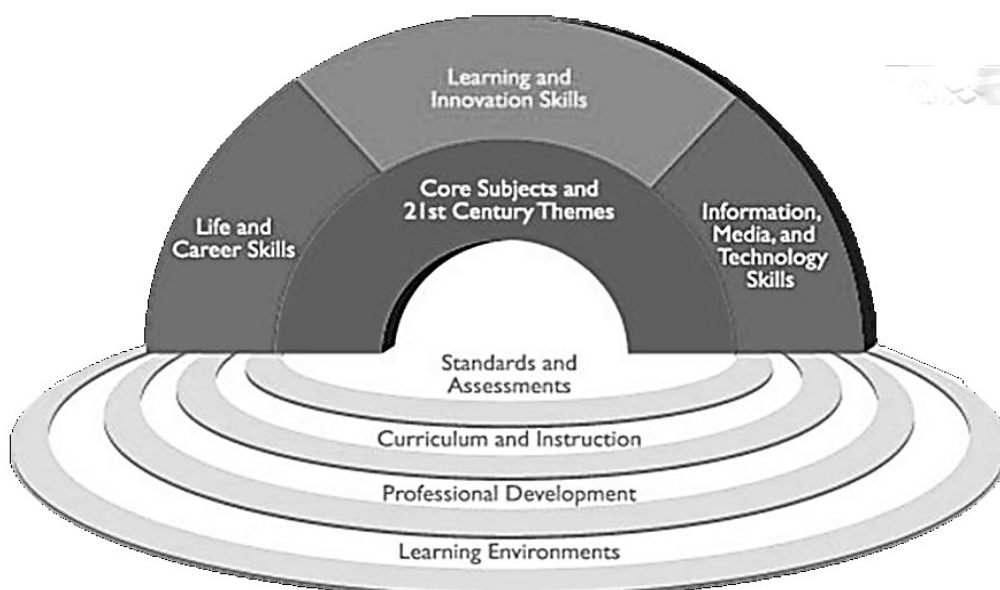 Learning and
Innovation Skills
Core Subjects and
21st Century Themes
Life and
Career Skills
Information,
Media, and
Technology
Skills
Standards and
Assessments
Curriculum and Instruction
Professional Development
Learning Environments